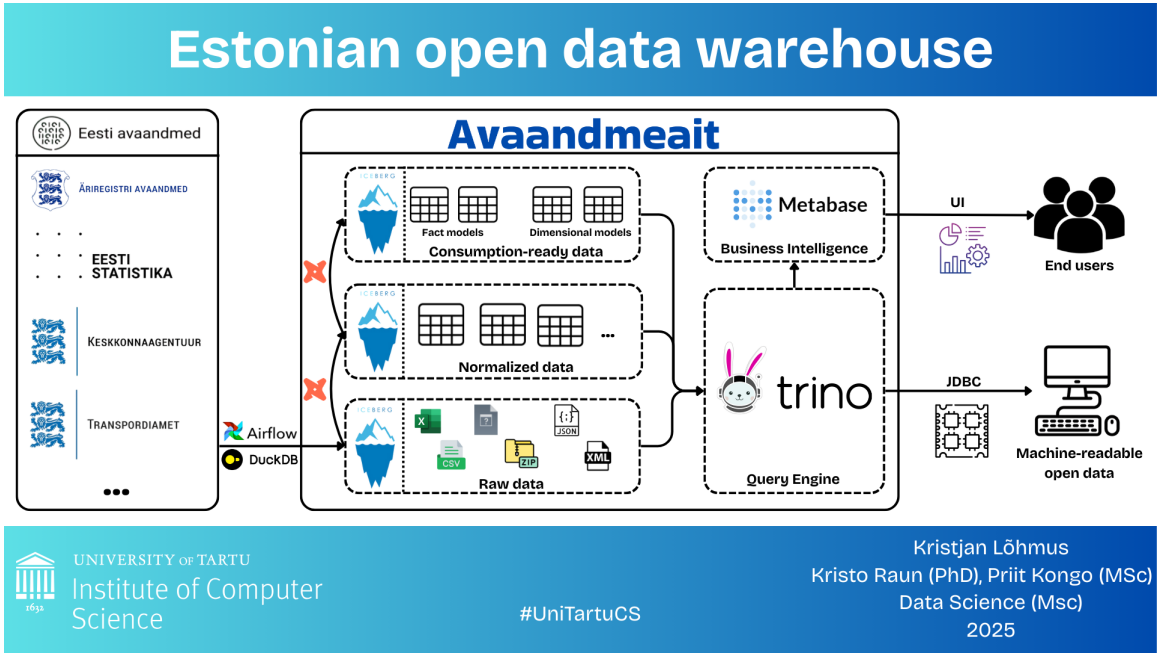 Estonian open data warehouse
Eesti avaandmed
ÄRIREGISTRI AVAANDMED
EESTI
STATISTIKA
KESKKONNAAGENTUUR
TRANSPORDIAMET
...
Airflow
DuckDB
Avaandmeait
ICEBERG
Fact models
Dimensional models
Consumption-ready data
ICEBERG
...
Normalized data
ICEBERG
X
?
{:}
JSON
CSV
ZIP
XML
Raw data
Metabase
Business Intelligence
trino
Query Engine
UI
End users
JDBC
Machine-readable
open data
UNIVERSITY OF TARTU
Institute of Computer
Science
1632
#UniTartuCS
Kristjan Lõhmus
Kristo Raun (PhD), Priit Kongo (MSc)
Data Science (Msc)
2025